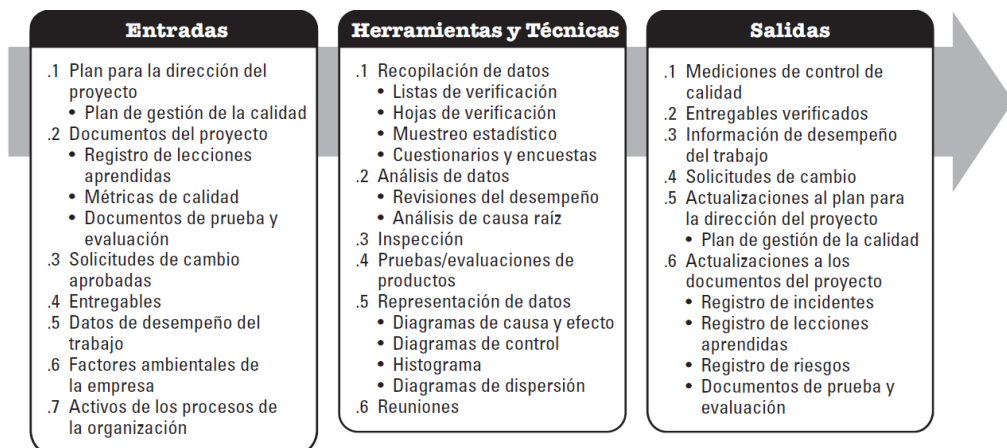 Entradas
.1 Plan para la dirección del
proyecto
• Plan de gestión de la calidad
.2 Documentos del proyecto
• Registro de lecciones
aprendidas
• Métricas de calidad
• Documentos de prueba y
evaluación
.3 Solicitudes de cambio
aprobadas
.4 Entregables
.5 Datos de desempeño del
trabajo
.6 Factores ambientales de
la empresa
.7 Activos de los procesos de
la organización
Herramientas y Técnicas
.1 Recopilación de datos
• Listas de verificación
• Hojas de verificación
• Muestreo estadístico
• Cuestionarios y encuestas
.2 Análisis de datos
• Revisiones del desempeño
• Análisis de causa raíz
.3 Inspección
.4 Pruebas/evaluaciones de
productos
.5 Representación de datos
• Diagramas de causa y efecto
• Diagramas de control
• Histograma
• Diagramas de dispersión
.6 Reuniones
Salidas
.1 Mediciones de control de
calidad
.2 Entregables verificados
.3 Información de desempeño
del trabajo
.4 Solicitudes de cambio
.5 Actualizaciones al plan para
la dirección del proyecto
• Plan de gestión de la calidad
.6 Actualizaciones a los
documentos del proyecto
• Registro de incidentes
• Registro de lecciones
aprendidas
• Registro de riesgos
• Documentos de prueba y
evaluación